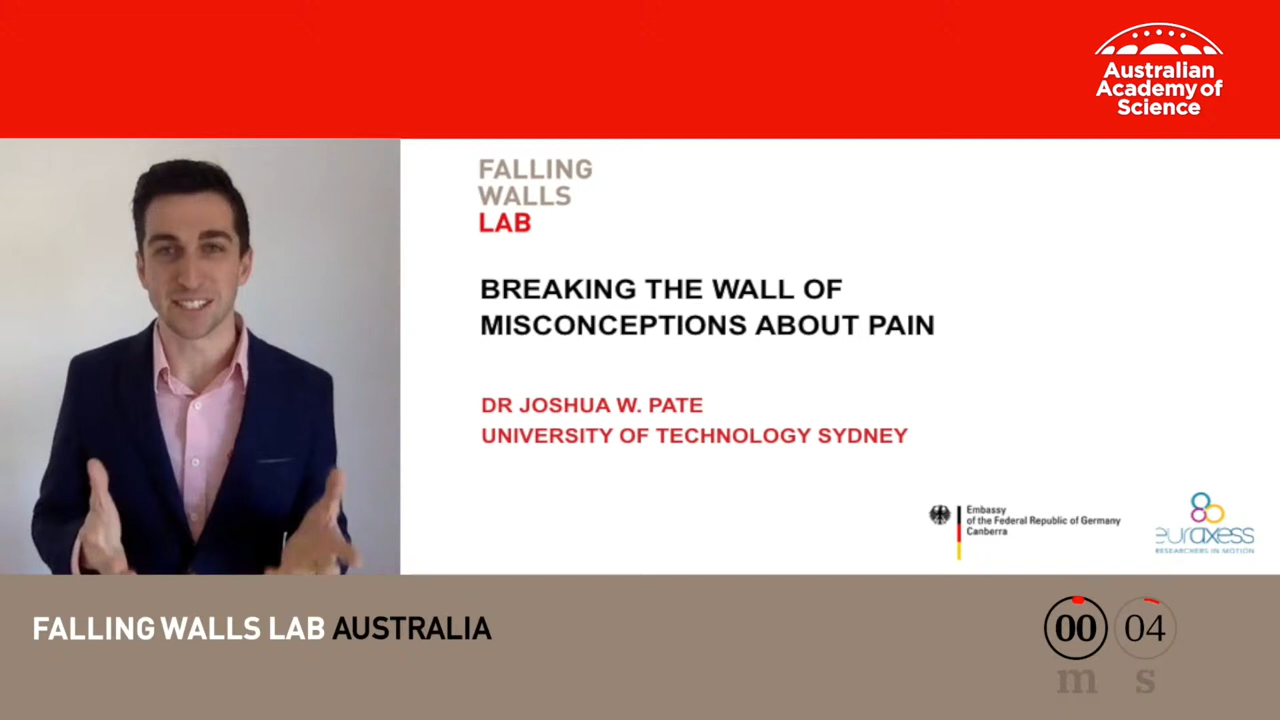 Australian
Academy of
Science
FALLING
WALLS
LAB
BREAKING THE WALL OF
MISCONCEPTIONS ABOUT PAIN
DR JOSHUA W. PATE
UNIVERSITY OF TECHNOLOGY SYDNEY
Embassy
of the Federal Republic of Germany
Canberra
euraxess
RESEARCHERS IN MOTION
FALLING WALLS LAB AUSTRALIA
00 04
m s